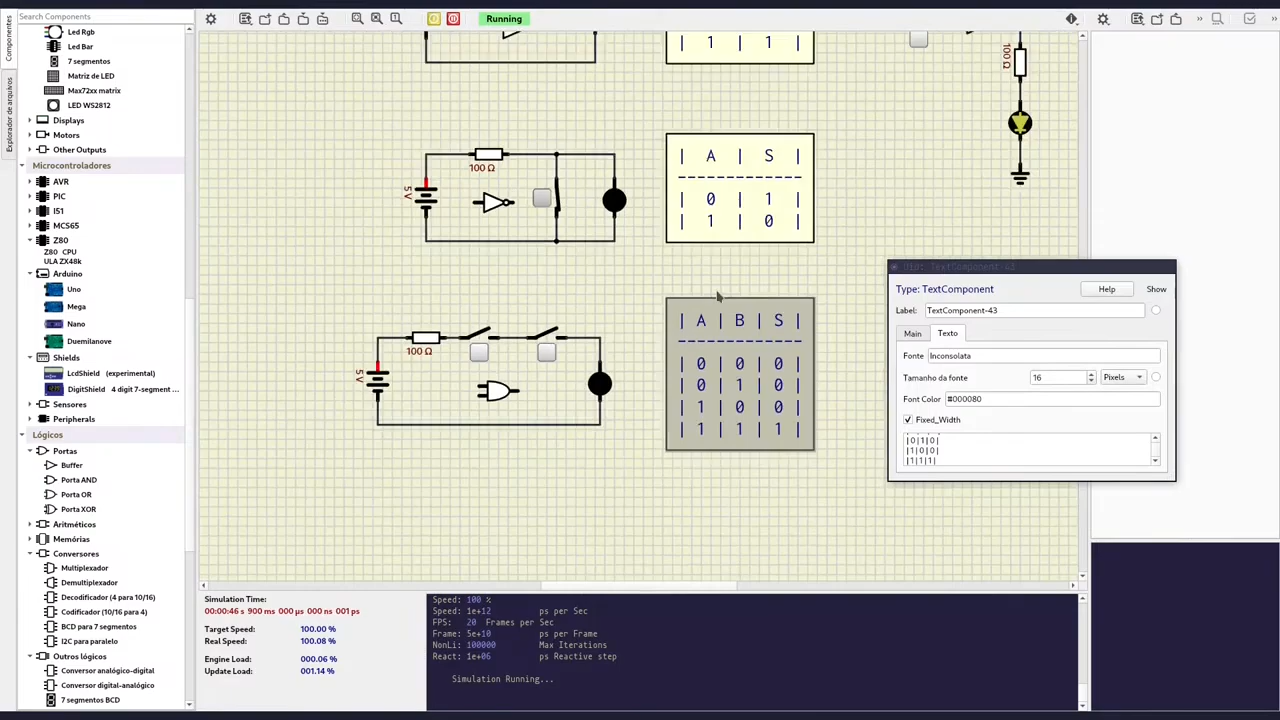 Search Components
Running
Componentes
Explorador de arquivos
Led Rgb
Led Bar
7 segmentos
Matriz de LED
Max72xx matrix
LED WS2812
Displays
Motors
Other Outputs
Microcontroladores
AVR
PIC
I51
MCS65
Z80
Z80 CPU
ULA ZX48k
Arduino
Uno
Mega
Nano
Duemilanove
Shields
LcdShield (experimental)
DigitShield 4 digit 7-segment ...
Sensores
Peripherals
Lógicos
Portas
Buffer
Porta AND
Porta OR
Porta XOR
Aritméticos
Memórias
Conversores
Multiplexador
Demultiplexador
Decodificador (4 para 10/16)
Codificador (10/16 para 4)
BCD para 7 segmentos
I2C para paralelo
Outros lógicos
Conversor analógico-digital
Conversor digital-analógico
7 segmentos BCD
| 1 | 1 |
100 Ω
100 Ω
5 V
| A | S |
----------------
| 0 | 1 |
| 1 | 0 |
100 Ω
5 V
| A | B | S |
----------------
| 0 | 0 | 0 |
| 0 | 1 | 0 |
| 1 | 0 | 0 |
| 1 | 1 | 1 |
Uid: TextComponent-43
Type: TextComponent
Help
Show
Label: TextComponent-43
Main
Texto
Fonte Inconsolata
Tamanho da fonte 16 Pixels
Font Color #000080
Fixed_Width
|0|1|0|
|1|0|0|
|1|1|1|
Simulation Time:
00:00:46 s 900 ms 000 µs 000 ns 001 ps
Target Speed: 100.00 %
Real Speed: 100.08 %
Engine Load: 000.06 %
Update Load: 001.14 %
Speed: 100 %
Speed: 1e+12 ps per Sec
FPS: 20 Frames per Sec
Frame: 5e+10 ps per Frame
NonLi: 100000 Max Iterations
React: 1e+06 ps Reactive step
Simulation Running...